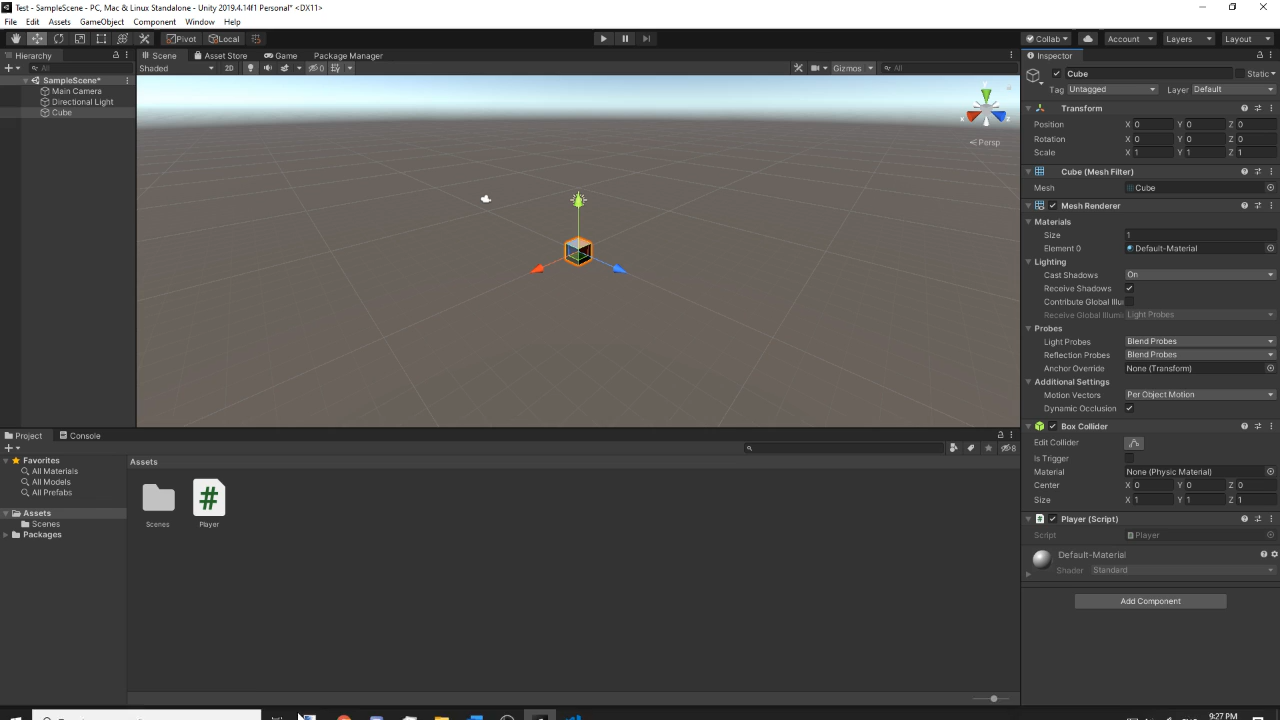 Test - SampleScene - PC, Mac & Linux Standalone - Unity 2019.4.14f1 Personal* <DX11>
File Edit Assets GameObject Component Window Help
Pivot Local Collab Account Layers Layout
Hierarchy
All
SampleScene*
Main Camera
Directional Light
Cube
Scene Asset Store Game Package Manager
Shaded 2D 0 Gizmos All
y
x z
Persp
Inspector
Cube Static
Tag Untagged Layer Default
Transform
Position X 0 Y 0 Z 0
Rotation X 0 Y 0 Z 0
Scale X 1 Y 1 Z 1
Cube (Mesh Filter)
Mesh Cube
Mesh Renderer
Materials
Size 1
Element 0 Default-Material
Lighting
Cast Shadows On
Receive Shadows
Contribute Global Illu
Receive Global Illumi Light Probes
Probes
Light Probes Blend Probes
Reflection Probes Blend Probes
Anchor Override None (Transform)
Additional Settings
Motion Vectors Per Object Motion
Dynamic Occlusion
Box Collider
Edit Collider
Is Trigger
Material None (Physic Material)
Center X 0 Y 0 Z 0
Size X 1 Y 1 Z 1
Player (Script)
Script Player
Default-Material
Shader Standard
Add Component
Project Console
8
Favorites
All Materials
All Models
All Prefabs
Assets
Scenes
Packages
Assets
#
Scenes Player
9:27 PM